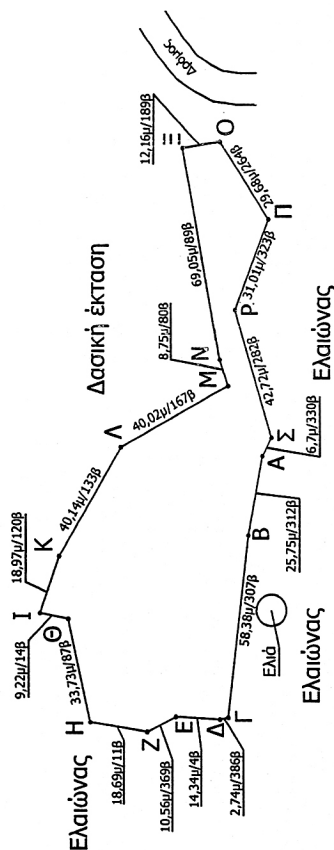 Δρόμος
12,16μ/189β
Ξ
Ο
29,68μ/264β
Π
69,05μ/89β
31,01μ/323β
Ρ
Δασική έκταση
8,75μ/80β
Ν
Μ
42,72μ/282β
Ελαιώνας
40,02μ/167β
Λ
Σ
Α
6,7μ/330β
40,14μ/133β
18,97μ/120β
Κ
Β
25,75μ/312β
Ι
Θ
9,22μ/14β
58,38μ/307β
Ελιά
Ελαιώνας
33,73μ/87β
Η
Ελαιώνας
18,69μ/11β
Ζ
10,56μ/369β
Ε
14,34μ/4β
Δ
Γ
2,74μ/386β